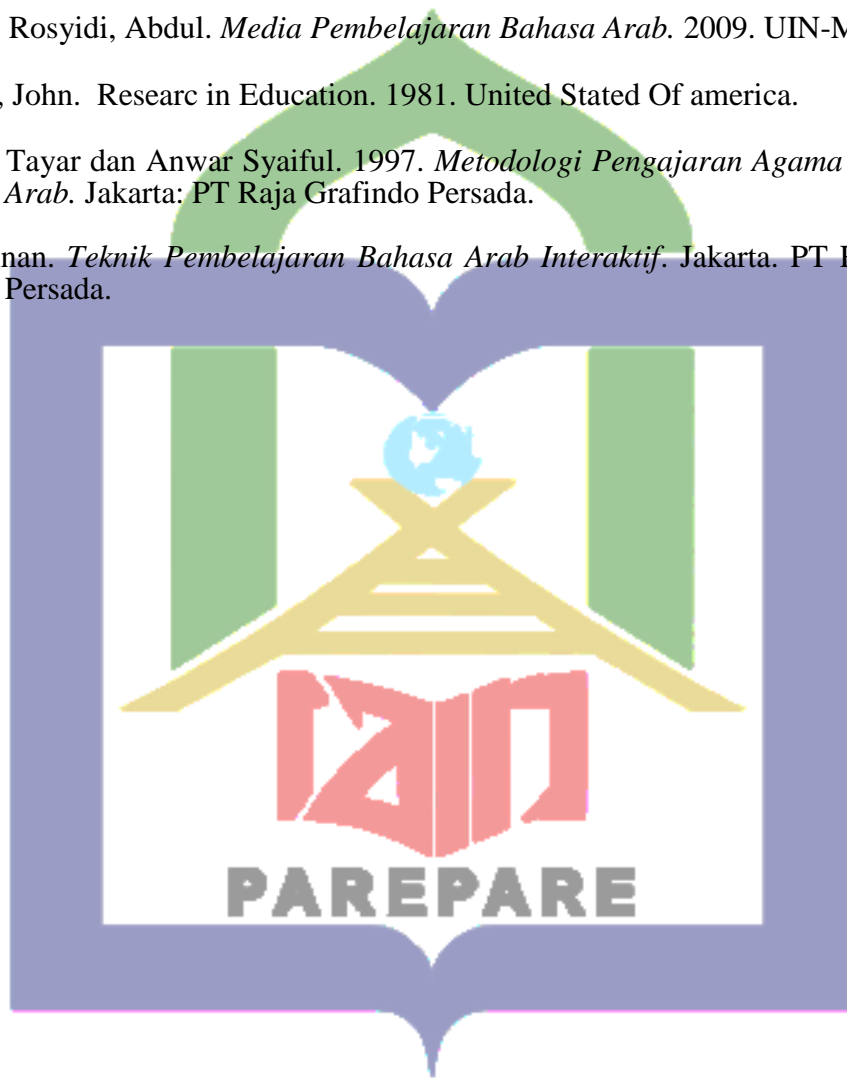 Rosyidi, Abdul. Media Pembelajaran Bahasa Arab. 2009. UIN-M
, John. Researc in Education. 1981. United Stated Of america.
Tayar dan Anwar Syaiful. 1997. Metodologi Pengajaran Agama
Arab. Jakarta: PT Raja Grafindo Persada.
nan. Teknik Pembelajaran Bahasa Arab Interaktif. Jakarta. PT
Persada.
iain
PAREPARE